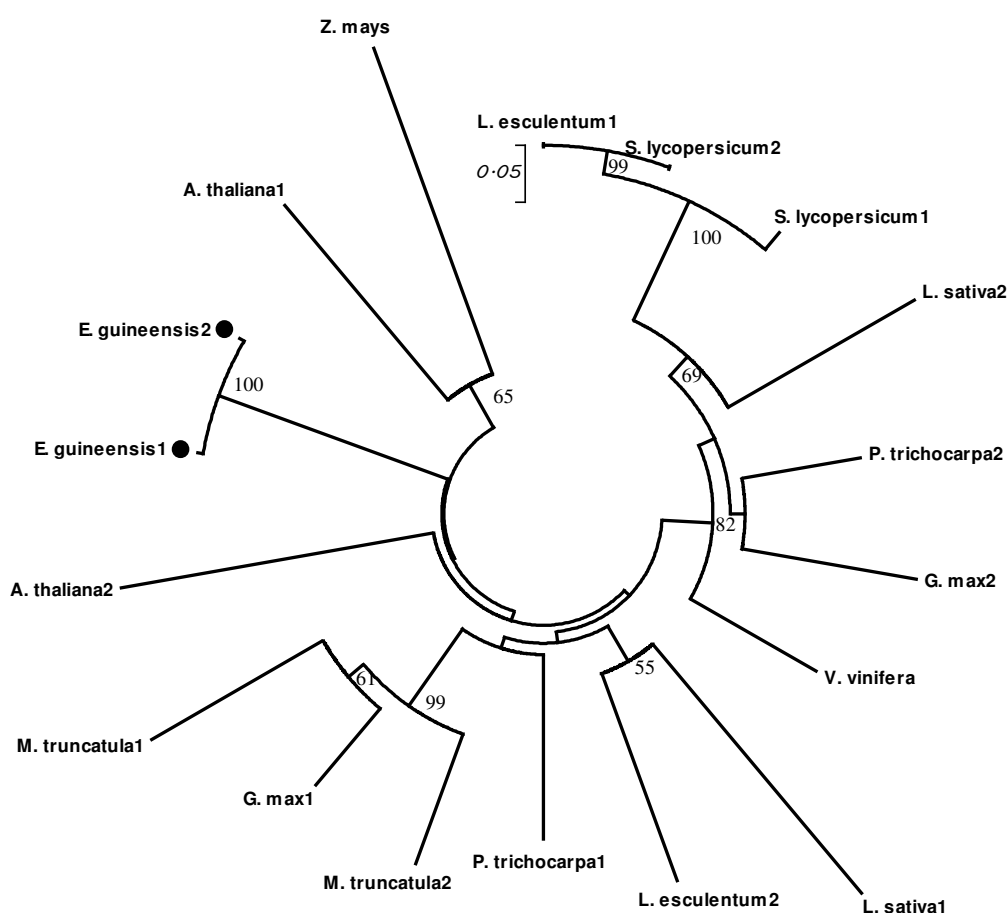 Z. mays
L. esculentum1
S. lycopersicum2
0.05
99
A. thaliana1
S. lycopersicum1
100
L. sativa2
E. guineensis2
69
100
65
E. guineensis1
P. trichocarpa2
82
G. max2
A. thaliana2
55
V. vinifera
61
99
M. truncatula1
G. max1
P. trichocarpa1
M. truncatula2
L. esculentum2
L. sativa1